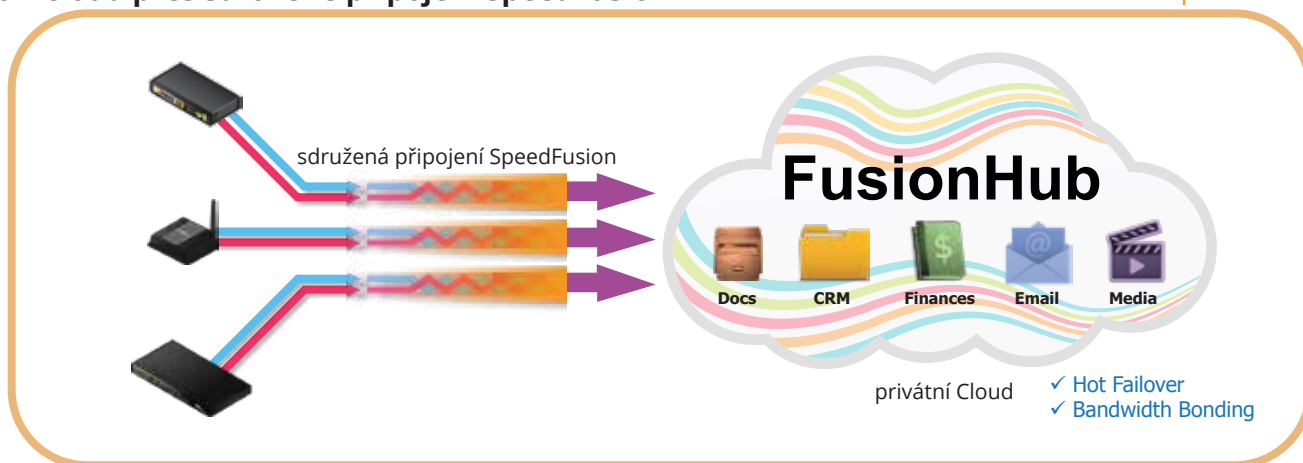 sdružená připojení SpeedFusion
FusionHub
Docs CRM Finances Email Media
privátní Cloud
✓ Hot Failover
✓ Bandwidth Bonding